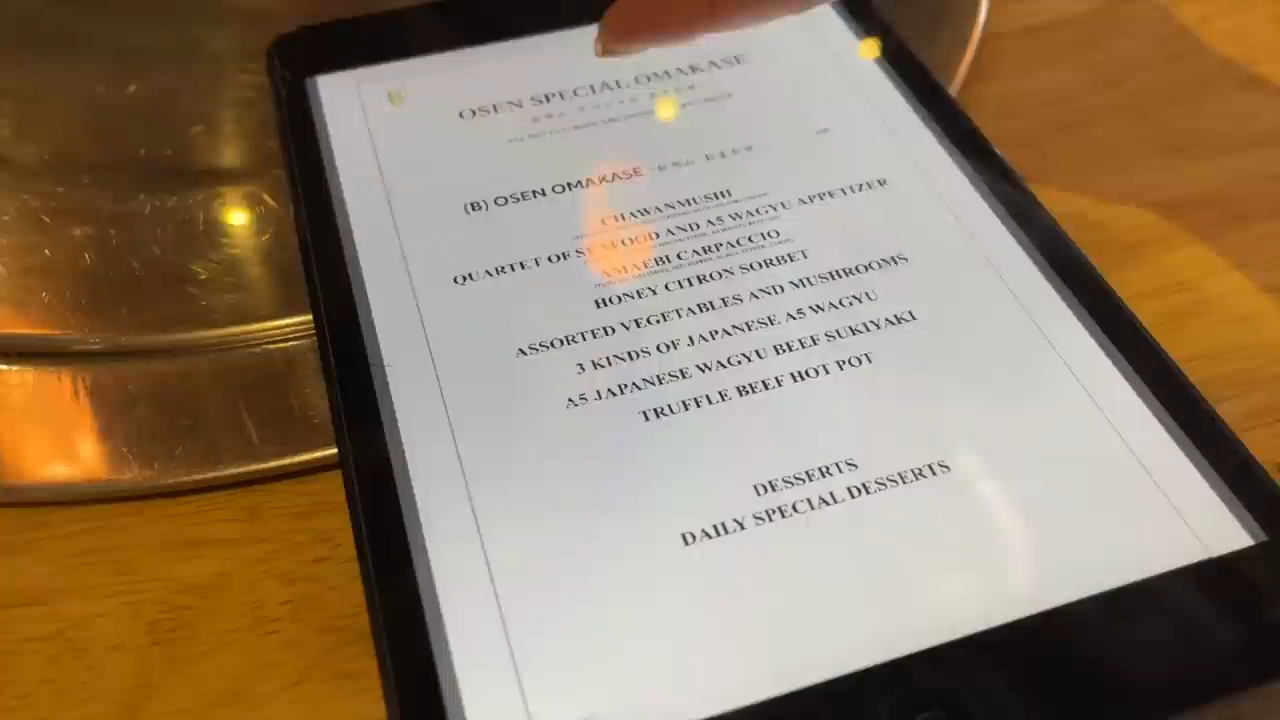 OSEN SPECIAL OMAKASE
(B) OSEN OMAKASE
CHAWANMUSHI
QUARTET OF SEAFOOD AND A5 WAGYU APPETIZER
AMAEBI CARPACCIO
HONEY CITRON SORBET
ASSORTED VEGETABLES AND MUSHROOMS
3 KINDS OF JAPANESE A5 WAGYU
A5 JAPANESE WAGYU BEEF SUKIYAKI
TRUFFLE BEEF HOT POT
DESSERTS
DAILY SPECIAL DESSERTS